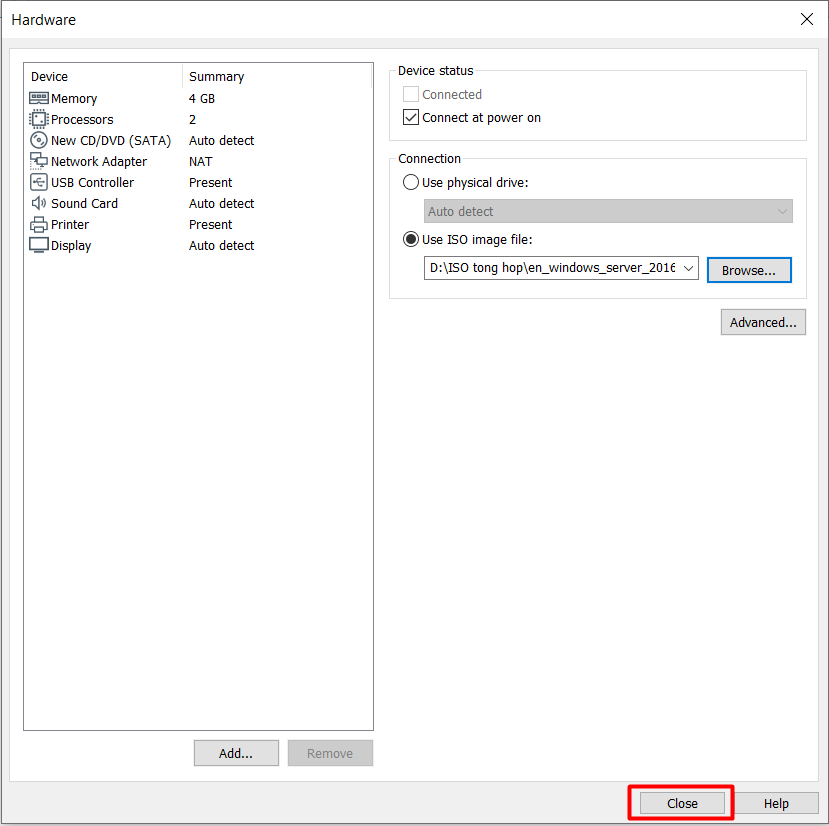 Hardware
Device Summary
Memory 4 GB
Processors 2
New CD/DVD (SATA) Auto detect
Network Adapter NAT
USB Controller Present
Sound Card Auto detect
Printer Present
Display Auto detect
Add...
Remove
Device status
Connected
Connect at power on
Connection
Use physical drive:
Auto detect
Use ISO image file:
D:\ISO tong hop\en_windows_server_2016
Browse...
Advanced...
Close
Help